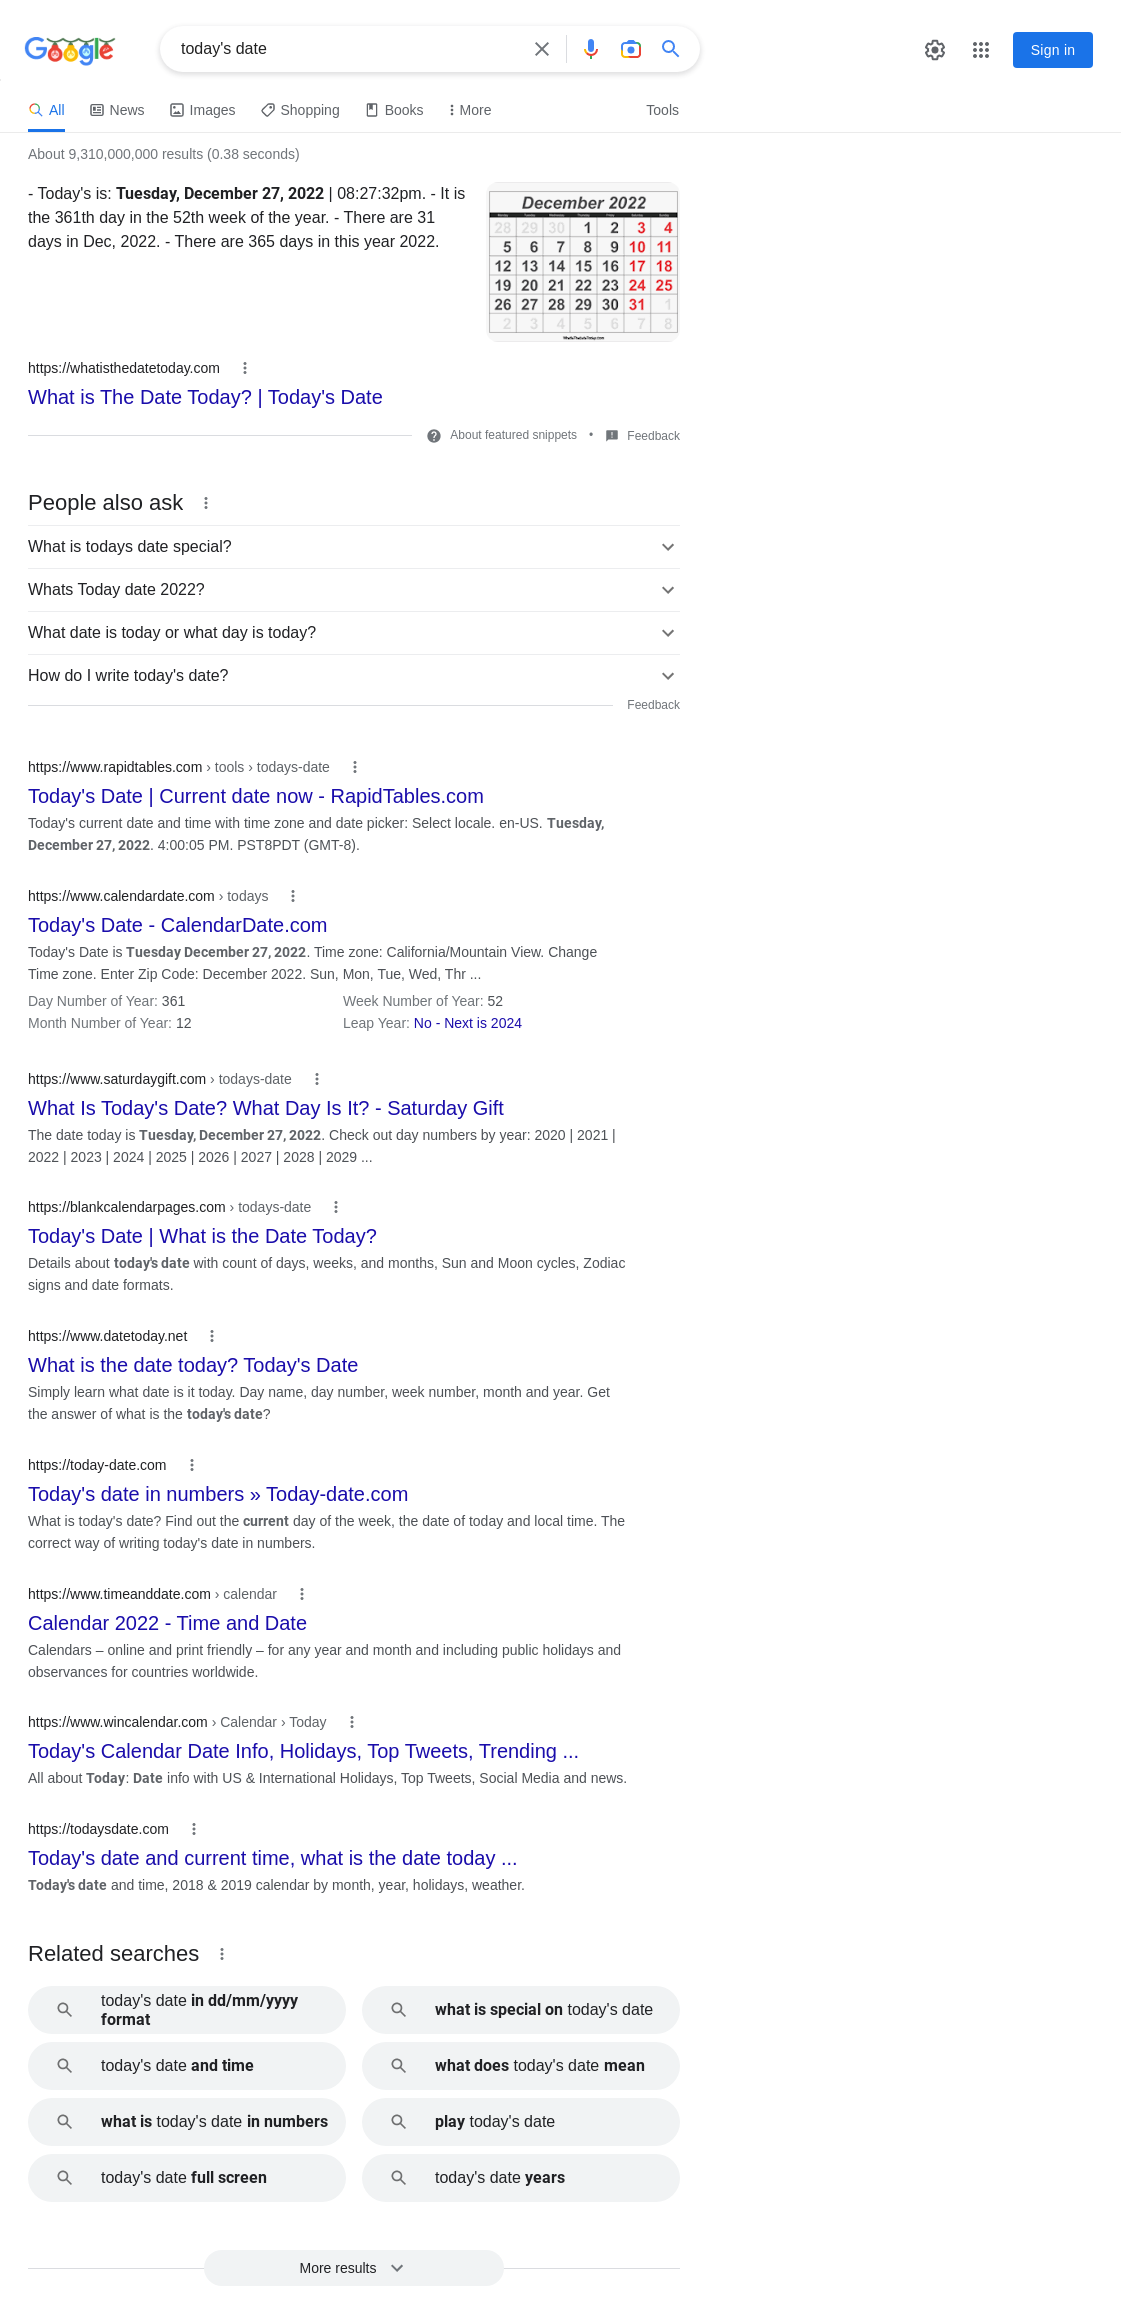 Google
today's date
Sign in
All
News
Images
Shopping
Books
More
Tools
About 9,310,000,000 results (0.38 seconds)
- Today's is: Tuesday, December 27, 2022 | 08:27:32pm. - It is
the 361th day in the 52th week of the year. - There are 31
days in Dec, 2022. - There are 365 days in this year 2022.
December 2022
Monday Tuesday Wednesday Thursday Friday Saturday Sunday
28 29 30 1 2 3 4
5 6 7 8 9 10 11
12 13 14 15 16 17 18
19 20 21 22 23 24 25
26 27 28 29 30 31 1
2 3 4 5 6 7 8
WhatIsTheDateToday.Com
https://whatisthedatetoday.com
What is The Date Today? | Today's Date
About featured snippets • Feedback
People also ask
What is todays date special?
Whats Today date 2022?
What date is today or what day is today?
How do I write today's date?
Feedback
https://www.rapidtables.com › tools › todays-date
Today's Date | Current date now - RapidTables.com
Today's current date and time with time zone and date picker: Select locale. en-US. Tuesday,
December 27, 2022. 4:00:05 PM. PST8PDT (GMT-8).
https://www.calendardate.com › todays
Today's Date - CalendarDate.com
Today's Date is Tuesday December 27, 2022. Time zone: California/Mountain View. Change
Time zone. Enter Zip Code: December 2022. Sun, Mon, Tue, Wed, Thr ...
Day Number of Year: 361
Week Number of Year: 52
Month Number of Year: 12
Leap Year: No - Next is 2024
https://www.saturdaygift.com › todays-date
What Is Today's Date? What Day Is It? - Saturday Gift
The date today is Tuesday, December 27, 2022. Check out day numbers by year: 2020 | 2021 |
2022 | 2023 | 2024 | 2025 | 2026 | 2027 | 2028 | 2029 ...
https://blankcalendarpages.com › todays-date
Today's Date | What is the Date Today?
Details about today's date with count of days, weeks, and months, Sun and Moon cycles, Zodiac
signs and date formats.
https://www.datetoday.net
What is the date today? Today's Date
Simply learn what date is it today. Day name, day number, week number, month and year. Get
the answer of what is the today's date?
https://today-date.com
Today's date in numbers » Today-date.com
What is today's date? Find out the current day of the week, the date of today and local time. The
correct way of writing today's date in numbers.
https://www.timeanddate.com › calendar
Calendar 2022 - Time and Date
Calendars – online and print friendly – for any year and month and including public holidays and
observances for countries worldwide.
https://www.wincalendar.com › Calendar › Today
Today's Calendar Date Info, Holidays, Top Tweets, Trending ...
All about Today: Date info with US & International Holidays, Top Tweets, Social Media and news.
https://todaysdate.com
Today's date and current time, what is the date today ...
Today's date and time, 2018 & 2019 calendar by month, year, holidays, weather.
Related searches
today's date in dd/mm/yyyy
format
what is special on today's date
today's date and time
what does today's date mean
what is today's date in numbers
play today's date
today's date full screen
today's date years
More results